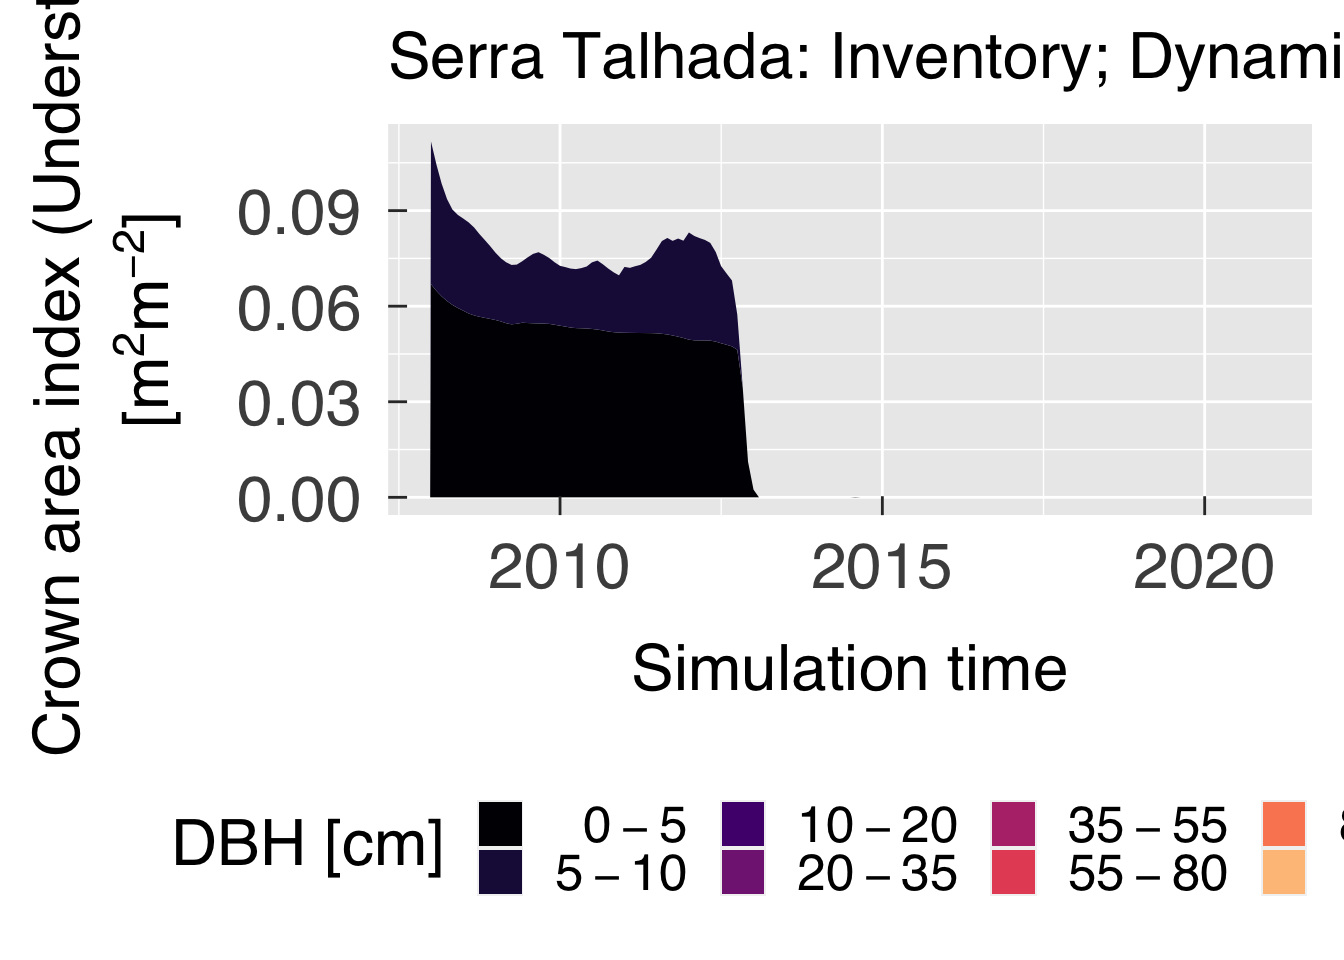 Serra Talhada: Inventory; Dynami
Crown area index (Underst
[m²m⁻²]
0.09
0.06
0.03
0.00
2010 2015 2020
Simulation time
DBH [cm]
0 – 5 10 – 20 35 – 55
5 – 10 20 – 35 55 – 80